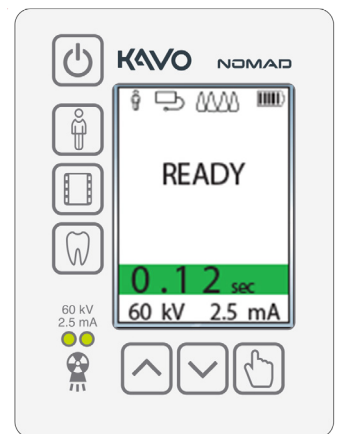 KAVO NOMAD
READY
0.12 sec
60 kV 2.5 mA
60 kV
2.5 mA